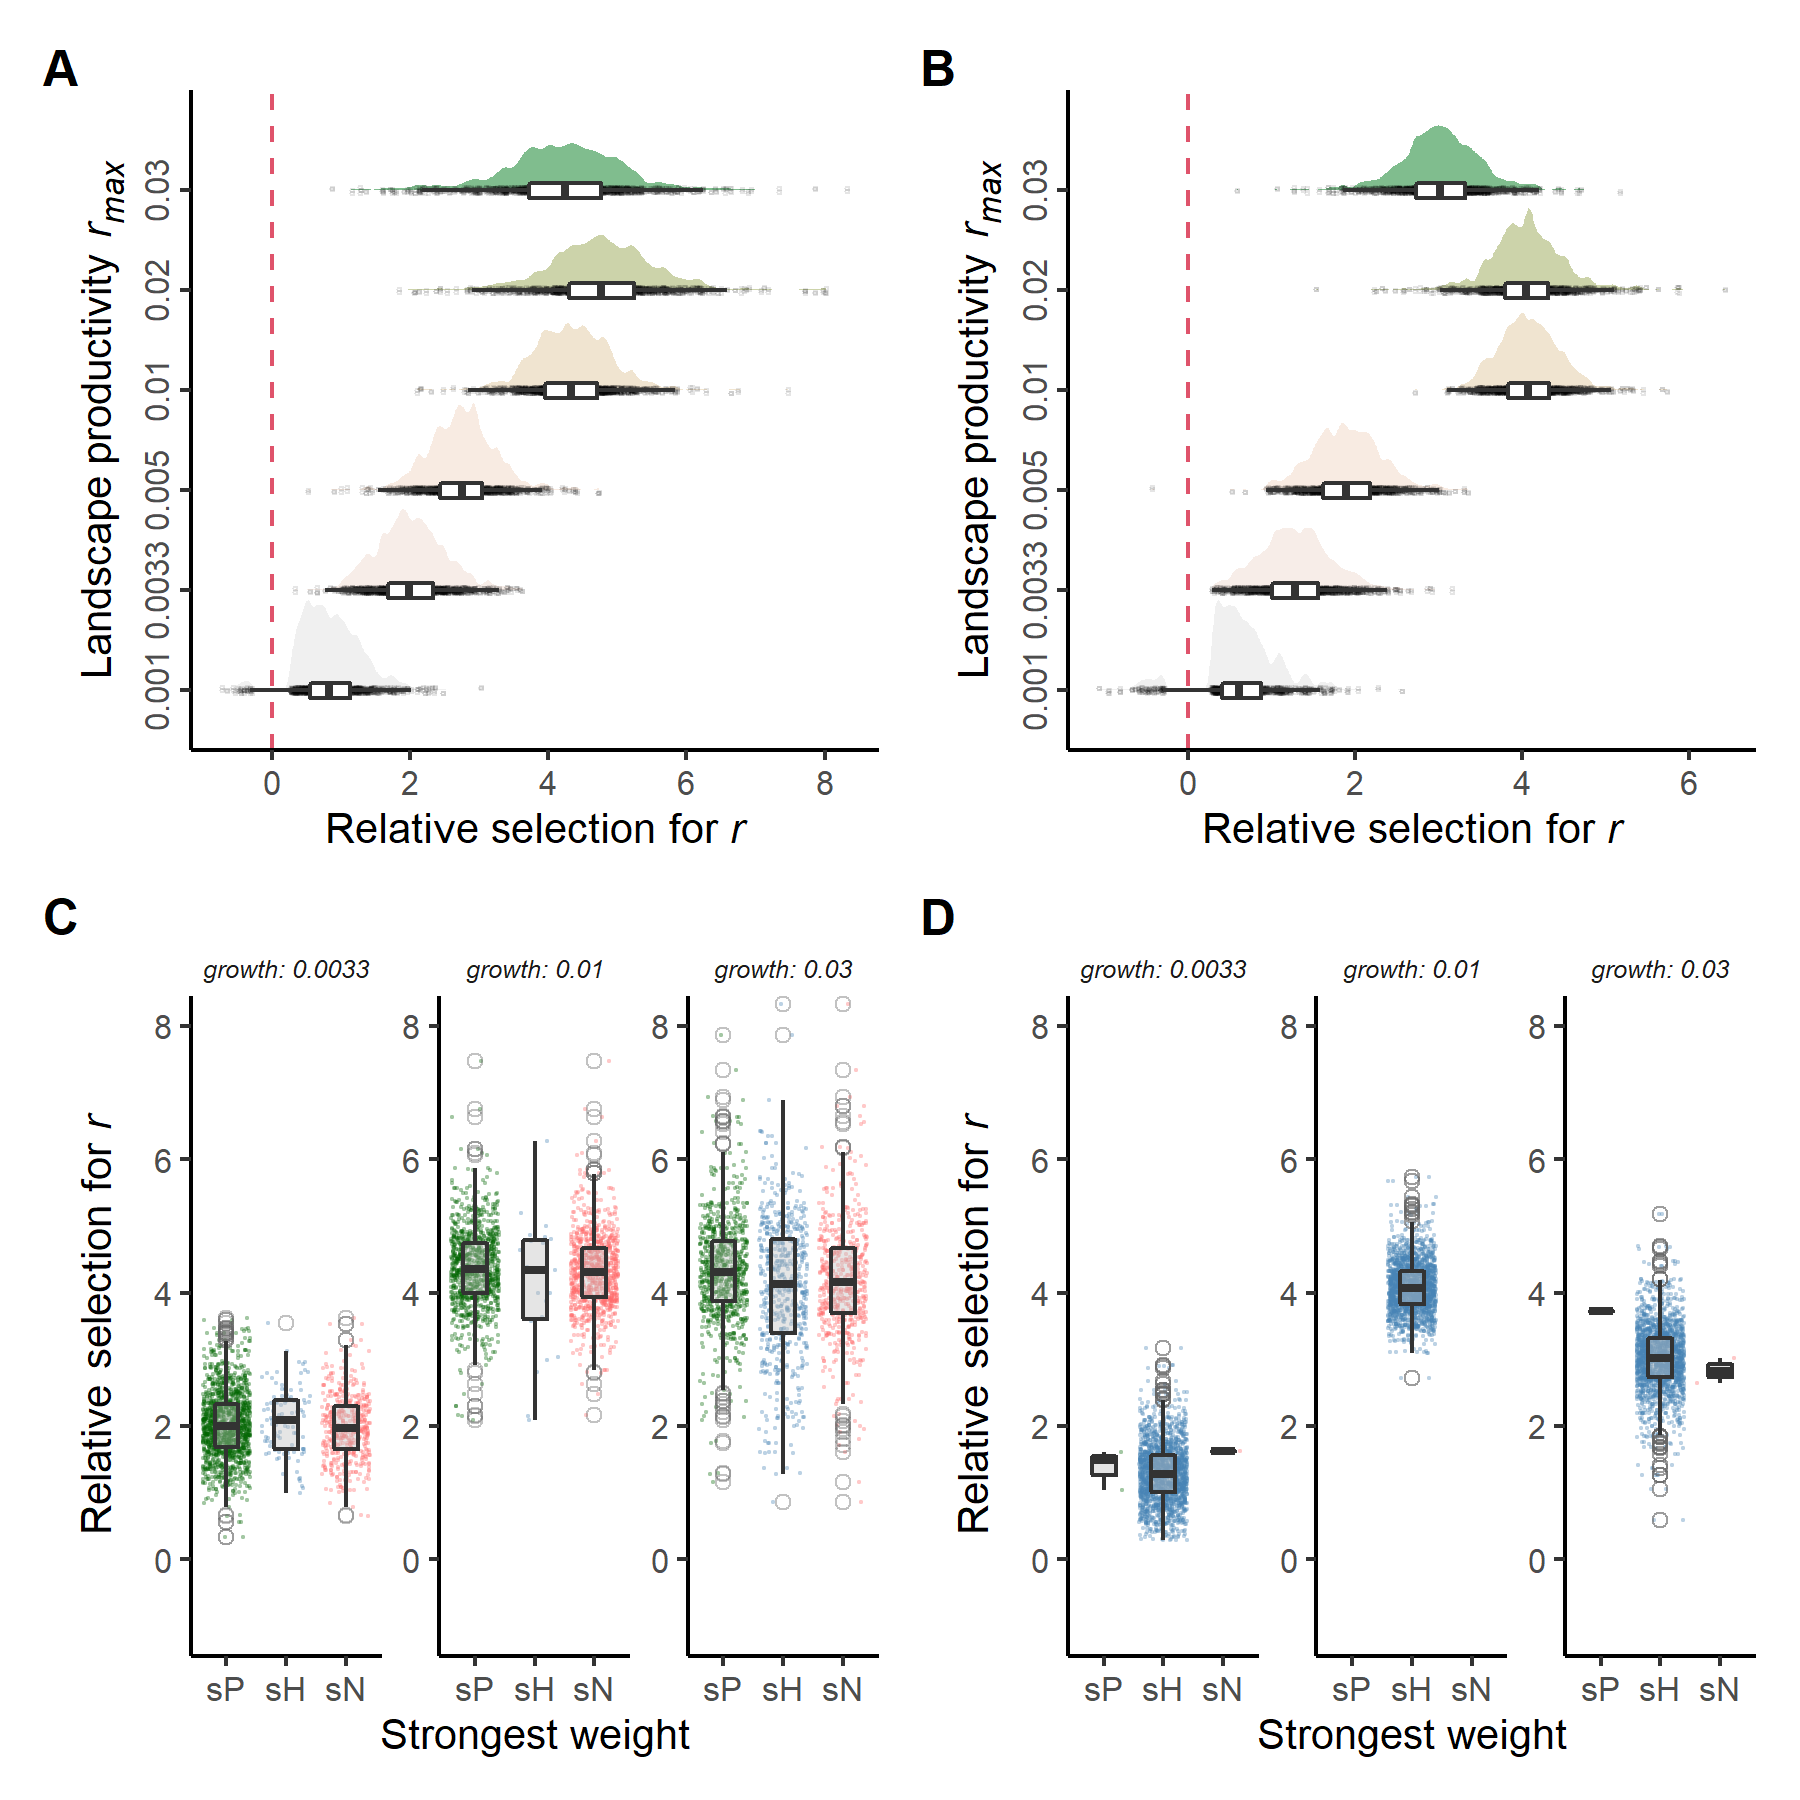 A
Landscape productivity rmax
0.03
0.02
0.01
0.005
0.0033
0.001
0 2 4 6 8
Relative selection for r
B
Landscape productivity rmax
0.03
0.02
0.01
0.005
0.0033
0.001
0 2 4 6
Relative selection for r
C
growth: 0.0033 growth: 0.01 growth: 0.03
Relative selection for r
8 8 8
6 6 6
4 4 4
2 2 2
0 0 0
sP sH sN sP sH sN sP sH sN
Strongest weight
D
growth: 0.0033 growth: 0.01 growth: 0.03
Relative selection for r
8 8 8
6 6 6
4 4 4
2 2 2
0 0 0
sP sH sN sP sH sN sP sH sN
Strongest weight